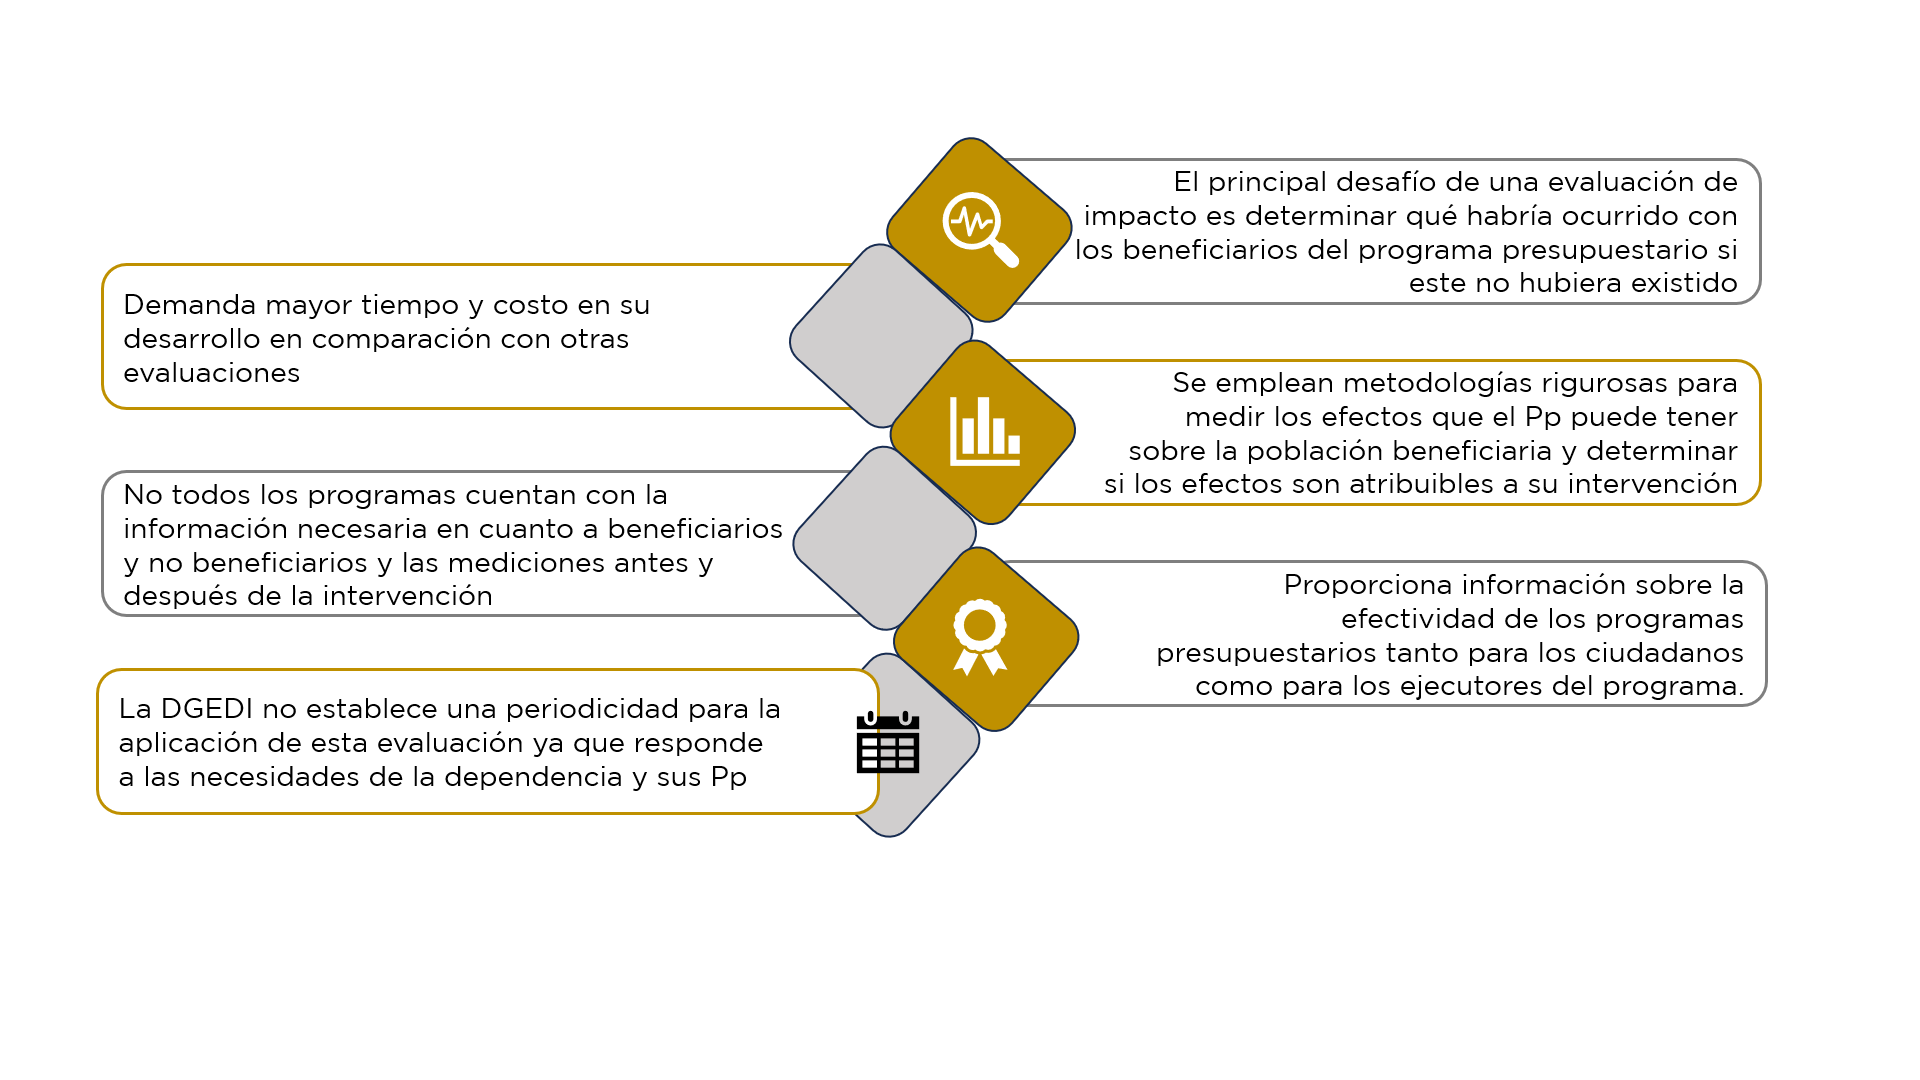 El principal desafío de una evaluación de
impacto es determinar qué habría ocurrido con
los beneficiarios del programa presupuestario si
este no hubiera existido
Demanda mayor tiempo y costo en su
desarrollo en comparación con otras
evaluaciones
Se emplean metodologías rigurosas para
medir los efectos que el Pp puede tener
sobre la población beneficiaria y determinar
si los efectos son atribuibles a su intervención
No todos los programas cuentan con la
información necesaria en cuanto a beneficiarios
y no beneficiarios y las mediciones antes y
después de la intervención
Proporciona información sobre la
efectividad de los programas
presupuestarios tanto para los ciudadanos
como para los ejecutores del programa.
La DGEDI no establece una periodicidad para la
aplicación de esta evaluación ya que responde
a las necesidades de la dependencia y sus Pp